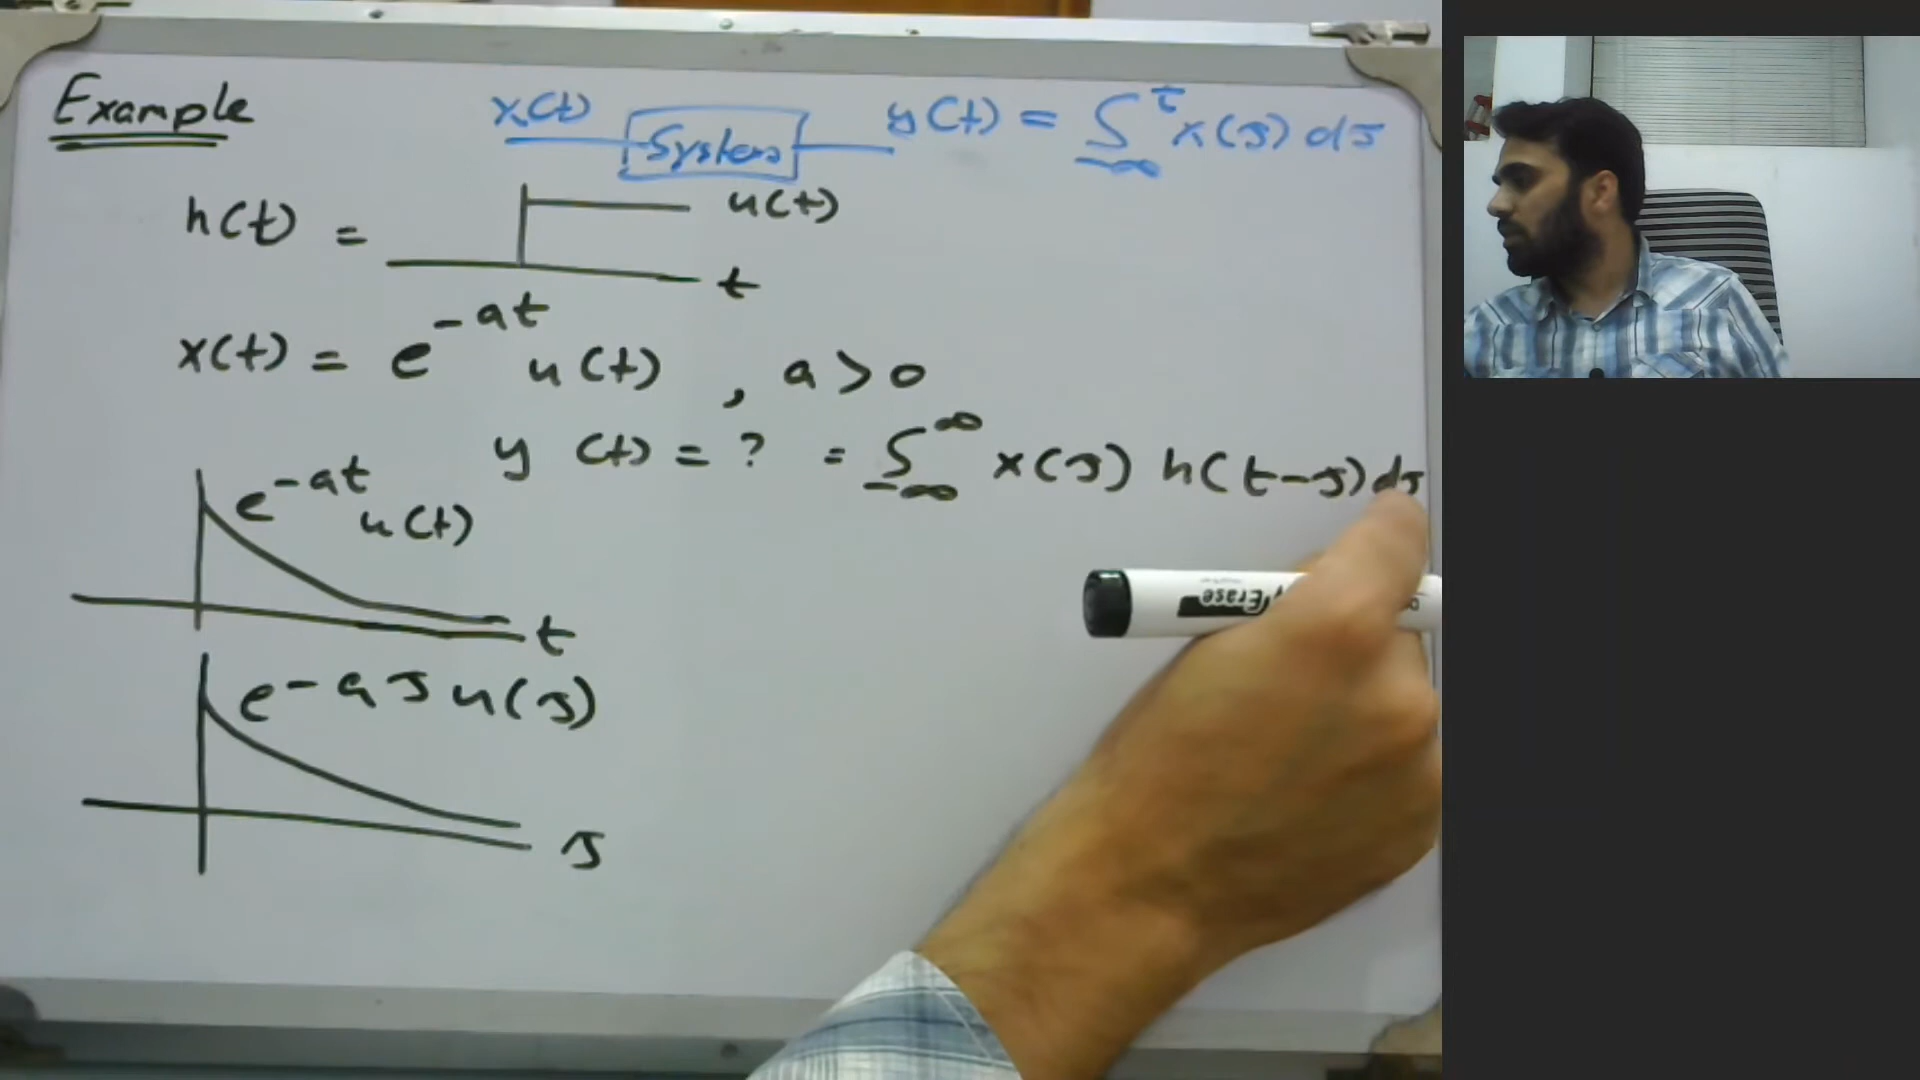 Example
x(t) System y(t) = ∫_{-∞}^{t} x(τ) dτ
h(t) = u(t)
t
x(t) = e^{-at} u(t) , a > 0
y(t) = ? = ∫_{-∞}^{∞} x(τ) h(t-τ) dτ
e^{-at} u(t)
t
e^{-aτ} u(τ)
τ
Erase